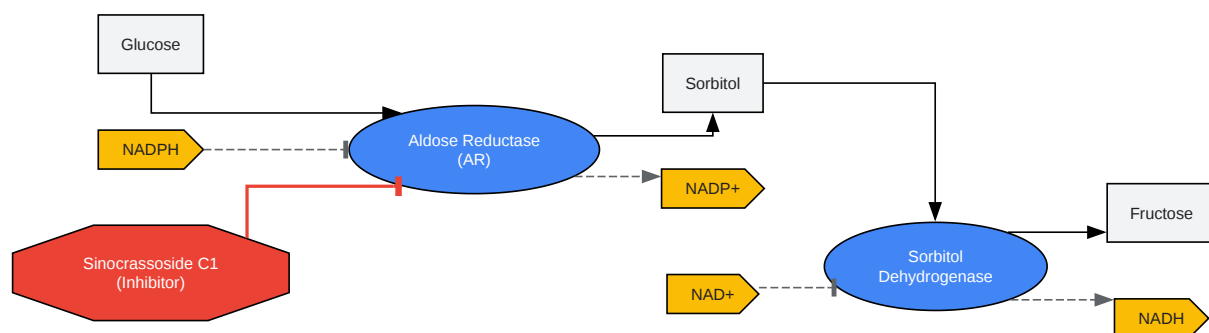 Glucose
Sorbitol
Aldose Reductase
(AR)
NADPH
NADP+
Fructose
Sinocrassoside C1
(Inhibitor)
Sorbitol
Dehydrogenase
NAD+
NADH